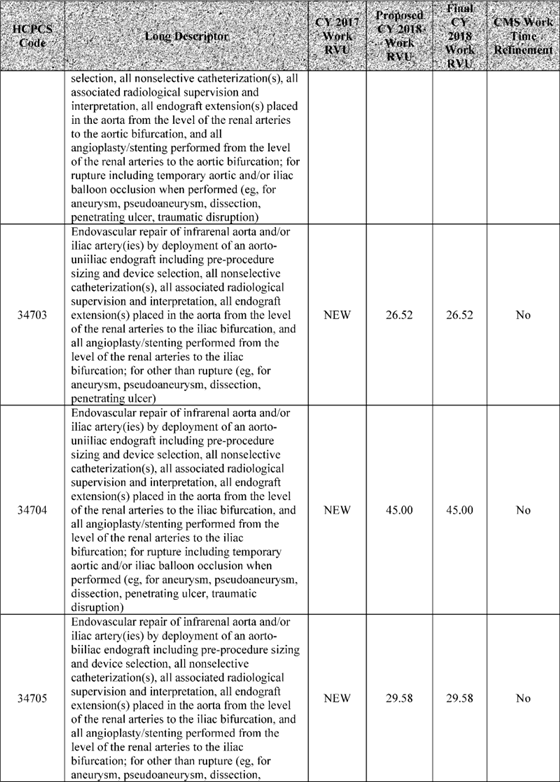 HCPCS Code
Long Descriptor
CY 2017 Work RVU
Proposed CY 2018 Work RVU
Final CY 2018 Work RVU
CMS Work Time Refinement
selection, all nonselective catheterization(s), all
associated radiological supervision and
interpretation, all endograft extension(s) placed
in the aorta from the level of the renal arteries
to the aortic bifurcation, and all
angioplasty/stenting performed from the level
of the renal arteries to the aortic bifurcation; for
rupture including temporary aortic and/or iliac
balloon occlusion when performed (eg, for
aneurysm, pseudoaneurysm, dissection,
penetrating ulcer, traumatic disruption)
34703
Endovascular repair of infrarenal aorta and/or
iliac artery(ies) by deployment of an aorto-
uniiliac endograft including pre-procedure
sizing and device selection, all nonselective
catheterization(s), all associated radiological
supervision and interpretation, all endograft
extension(s) placed in the aorta from the level
of the renal arteries to the iliac bifurcation, and
all angioplasty/stenting performed from the
level of the renal arteries to the iliac
bifurcation; for other than rupture (eg, for
aneurysm, pseudoaneurysm, dissection,
penetrating ulcer)
NEW
26.52
26.52
No
34704
Endovascular repair of infrarenal aorta and/or
iliac artery(ies) by deployment of an aorto-
uniiliac endograft including pre-procedure
sizing and device selection, all nonselective
catheterization(s), all associated radiological
supervision and interpretation, all endograft
extension(s) placed in the aorta from the level
of the renal arteries to the iliac bifurcation, and
all angioplasty/stenting performed from the
level of the renal arteries to the iliac
bifurcation; for rupture including temporary
aortic and/or iliac balloon occlusion when
performed (eg, for aneurysm, pseudoaneurysm,
dissection, penetrating ulcer, traumatic
disruption)
NEW
45.00
45.00
No
34705
Endovascular repair of infrarenal aorta and/or
iliac artery(ies) by deployment of an aorto-
biiliac endograft including pre-procedure sizing
and device selection, all nonselective
catheterization(s), all associated radiological
supervision and interpretation, all endograft
extension(s) placed in the aorta from the level
of the renal arteries to the iliac bifurcation, and
all angioplasty/stenting performed from the
level of the renal arteries to the iliac
bifurcation; for other than rupture (eg, for
aneurysm, pseudoaneurysm, dissection,
NEW
29.58
29.58
No